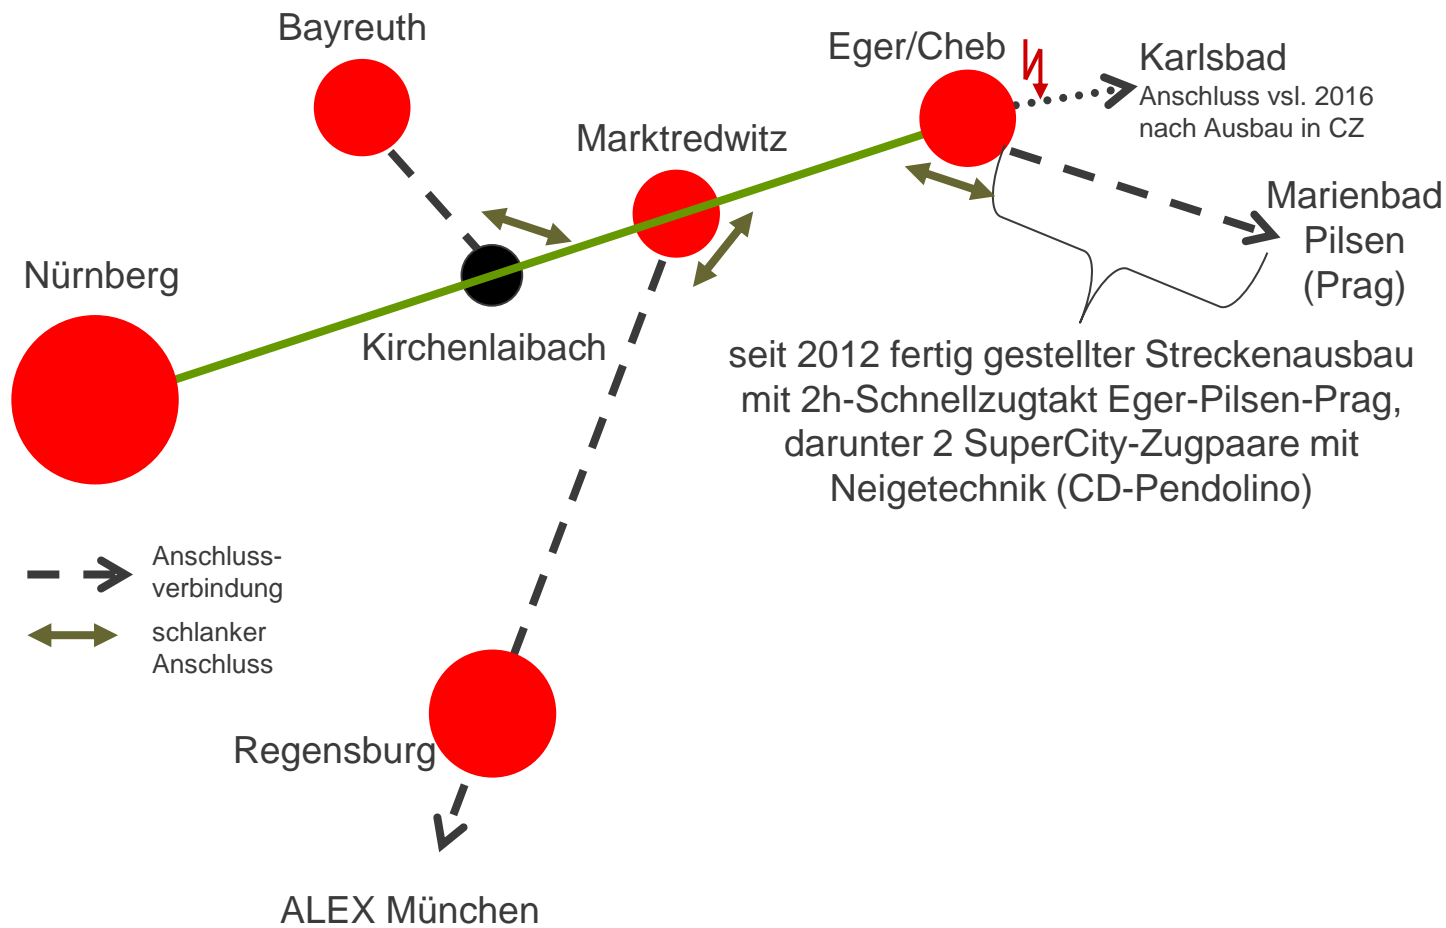 Bayreuth
Eger/Cheb
Karlsbad
Anschluss vsl. 2016
nach Ausbau in CZ
Marktredwitz
Marienbad
Pilsen
(Prag)
Nürnberg
Kirchenlaibach
seit 2012 fertig gestellter Streckenausbau
mit 2h-Schnellzugtakt Eger-Pilsen-Prag,
darunter 2 SuperCity-Zugpaare mit
Neigetechnik (CD-Pendolino)
Anschluss-
verbindung
schlanker
Anschluss
Regensburg
ALEX München